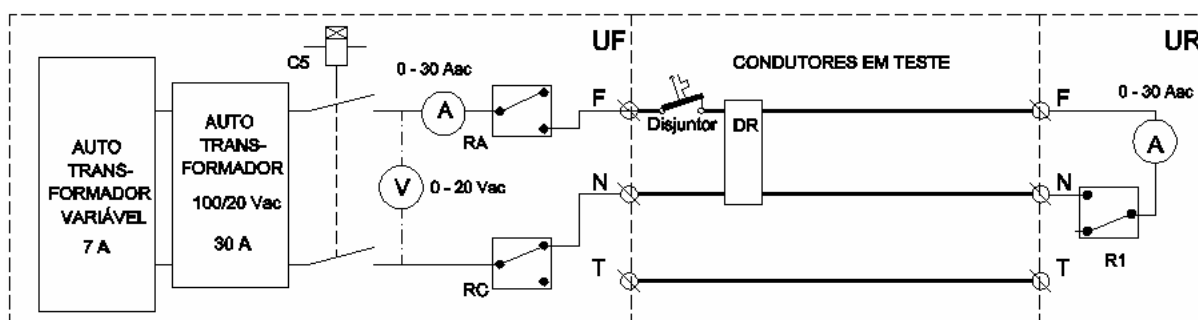 AUTO
TRANS-
FORMADOR
VARIÁVEL
7 A
AUTO
TRANS-
FORMADOR
100/20 Vac
30 A
C5
0 - 30 Aac
A
V
0 - 20 Vac
RA
RC
UF
F
N
T
CONDUTORES EM TESTE
Disjuntor
DR
UR
F
0 - 30 Aac
A
N
R1
T